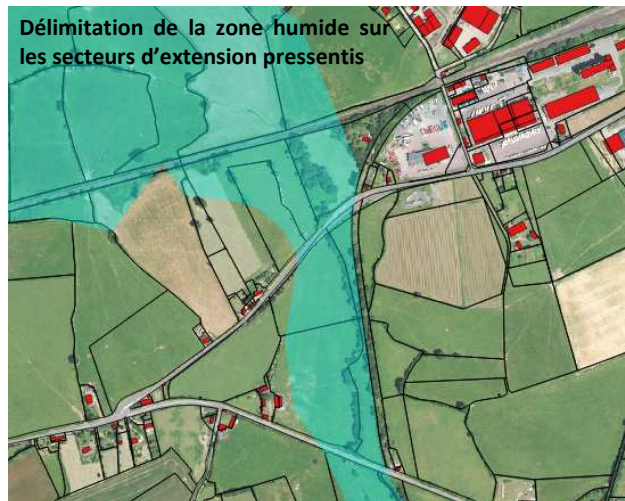 Délimitation de la zone humide sur
les secteurs d’extension pressentis